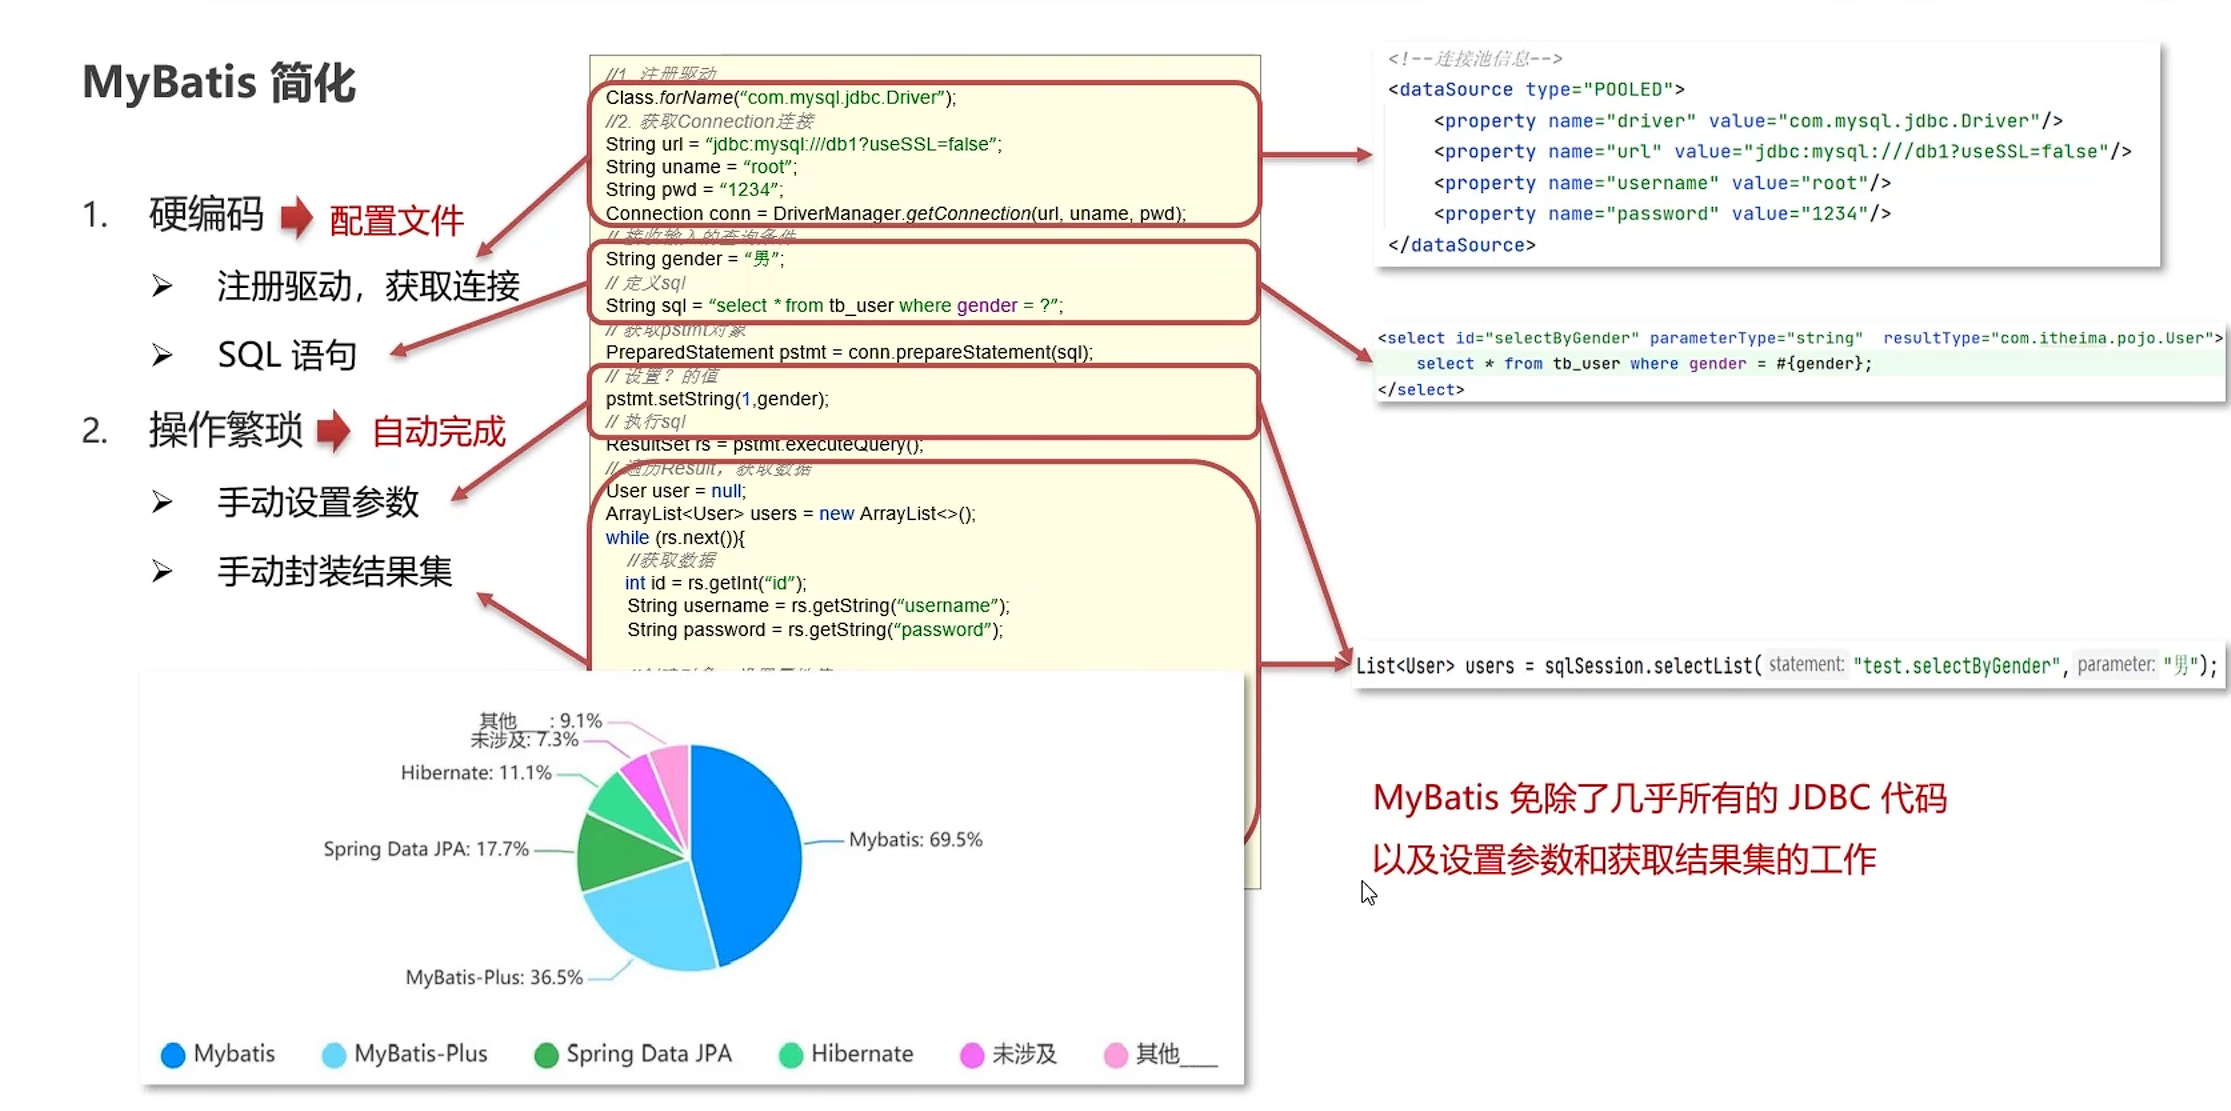 MyBatis 简化
1. 硬编码 配置文件
➢ 注册驱动，获取连接
➢ SQL 语句
2. 操作繁琐 自动完成
➢ 手动设置参数
➢ 手动封装结果集
//1. 注册驱动
Class.forName(“com.mysql.jdbc.Driver”);
//2. 获取Connection连接
String url = “jdbc:mysql:///db1?useSSL=false”;
String uname = “root”;
String pwd = “1234”;
Connection conn = DriverManager.getConnection(url, uname, pwd);
// 接收输入的查询条件
String gender = “男”;
// 定义sql
String sql = “select * from tb_user where gender = ?”;
// 获取pstmt对象
PreparedStatement pstmt = conn.prepareStatement(sql);
// 设置？的值
pstmt.setString(1,gender);
// 执行sql
ResultSet rs = pstmt.executeQuery();
// 遍历Result，获取数据
User user = null;
ArrayList<User> users = new ArrayList<>();
while (rs.next()){
//获取数据
int id = rs.getInt(“id”);
String username = rs.getString(“username”);
String password = rs.getString(“password”);
<!--连接池信息-->
<dataSource type="POOLED">
<property name="driver" value="com.mysql.jdbc.Driver"/>
<property name="url" value="jdbc:mysql:///db1?useSSL=false"/>
<property name="username" value="root"/>
<property name="password" value="1234"/>
</dataSource>
<select id="selectByGender" parameterType="string" resultType="com.itheima.pojo.User">
select * from tb_user where gender = #{gender};
</select>
List<User> users = sqlSession.selectList( statement: "test.selectByGender", parameter: "男");
MyBatis 免除了几乎所有的 JDBC 代码
以及设置参数和获取结果集的工作
其他___: 9.1%
未涉及: 7.3%
Hibernate: 11.1%
Spring Data JPA: 17.7%
Mybatis: 69.5%
MyBatis-Plus: 36.5%
Mybatis MyBatis-Plus Spring Data JPA Hibernate 未涉及 其他___